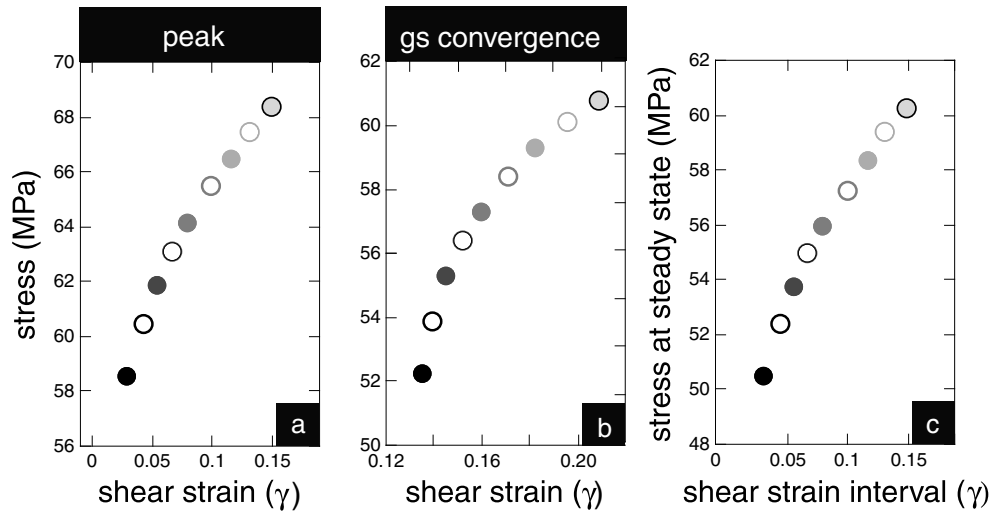 peak
stress (MPa)
70
68
66
64
62
60
58
56
0 0.05 0.1 0.15
shear strain (γ)
a
gs convergence
62
60
58
56
54
52
50
0.12 0.16 0.20
shear strain (γ)
b
stress at steady state (MPa)
62
60
58
56
54
52
50
48
0 0.05 0.1 0.15
shear strain interval (γ)
c